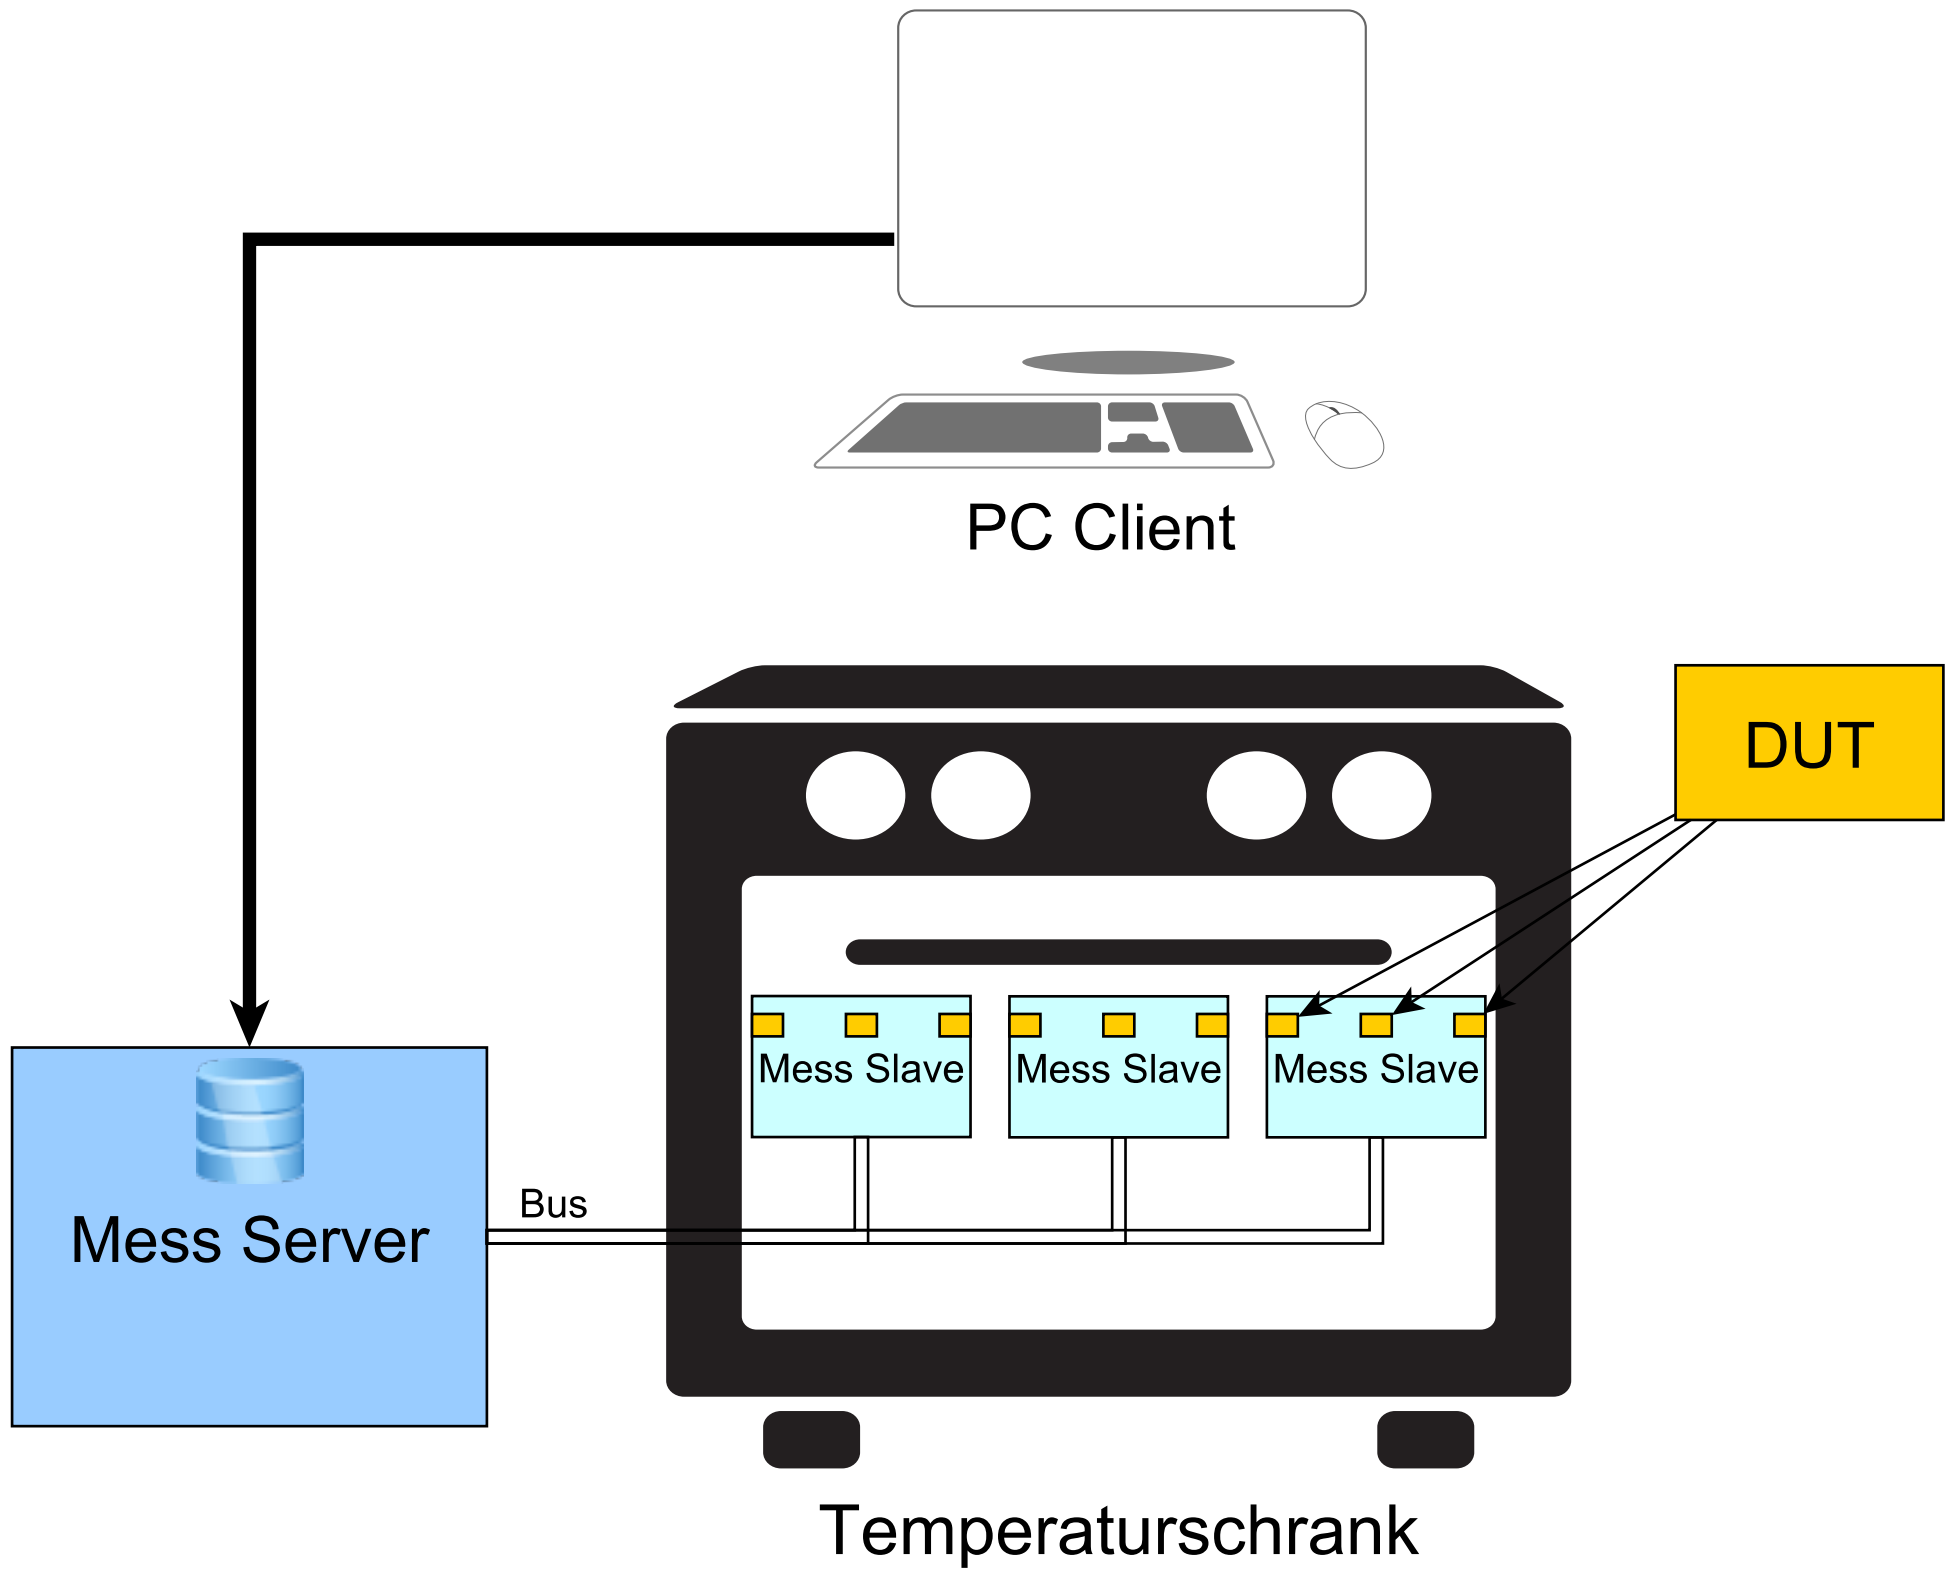 PC Client
DUT
Mess Slave
Mess Slave
Mess Slave
Bus
Mess Server
Temperaturschrank